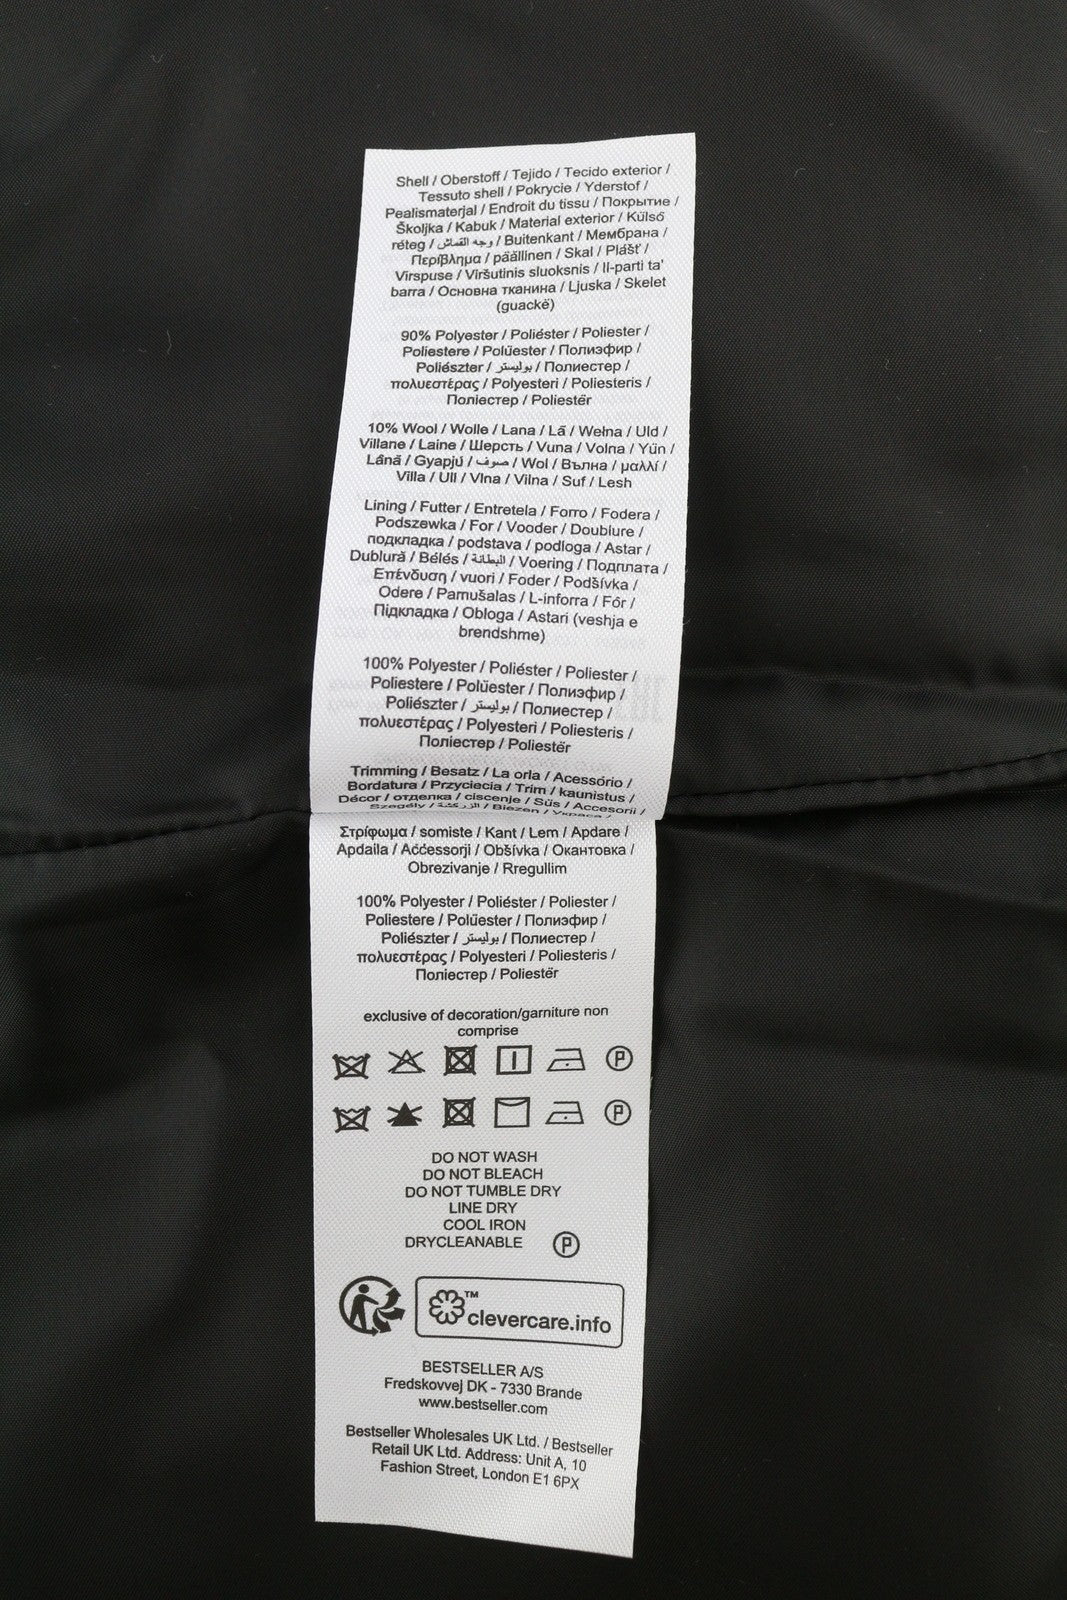 Shell / Oberstoff / Tejido / Tecido exterior /
Tessuto shell / Pokrycie / Yderstof /
Pealismaterjal / Endroit du tissu / Покрытие /
Školjka / Kabuk / Material exterior / Külső
réteg / وجه القماش / Buitenkant / Мембрана /
Περίβλημα / päällinen / Skal / Plášť /
Virspuse / Viršutinis sluoksnis / Il-parti ta'
barra / Основна тканина / Ljuska / Skelet
(guackë)
90% Polyester / Poliéster / Poliester /
Poliestere / Polüester / Полиэфир /
Poliészter / بوليستر / Полиестер /
πολυεστέρας / Polyesteri / Poliesteris /
Поліестер / Poliestër
10% Wool / Wolle / Lana / Lã / Wełna / Uld /
Villane / Laine / Шерсть / Vuna / Volna / Yün /
Lână / Gyapjú / صوف / Wol / Вълна / μαλλί /
Villa / Ull / Vlna / Vilna / Suf / Lesh
Lining / Futter / Entretela / Forro / Fodera /
Podszewka / For / Vooder / Doublure /
подкладка / podstava / podloga / Astar /
Dublură / Bélés / البطانة / Voering / Подплата /
Επένδυση / vuori / Foder / Podšívka /
Odere / Pamušalas / L-inforra / Fór /
Підкладка / Obloga / Astari (veshja e
brendshme)
100% Polyester / Poliéster / Poliester /
Poliestere / Polüester / Полиэфир /
Poliészter / بوليستر / Полиестер /
πολυεστέρας / Polyesteri / Poliesteris /
Поліестер / Poliestër
Trimming / Besatz / La orla / Acessório /
Bordatura / Przyciecia / Trim / kaunistus /
Décor / отделка / ciscenje / Süs / Accesorii /
Szegély / الزركشة / Biezen / Украса /
Στρίφωμα / somiste / Kant / Lem / Apdare /
Apdaila / Aċċessorji / Obšívka / Окантовка /
Obrezivanje / Rregullim
100% Polyester / Poliéster / Poliester /
Poliestere / Polüester / Полиэфир /
Poliészter / بوليستر / Полиестер /
πολυεστέρας / Polyesteri / Poliesteris /
Поліестер / Poliestër
exclusive of decoration/garniture non
comprise
P
P
DO NOT WASH
DO NOT BLEACH
DO NOT TUMBLE DRY
LINE DRY
COOL IRON
DRYCLEANABLE P
™
clevercare.info
BESTSELLER A/S
Fredskovvej DK - 7330 Brande
www.bestseller.com
Bestseller Wholesales UK Ltd. / Bestseller
Retail UK Ltd. Address: Unit A, 10
Fashion Street, London E1 6PX